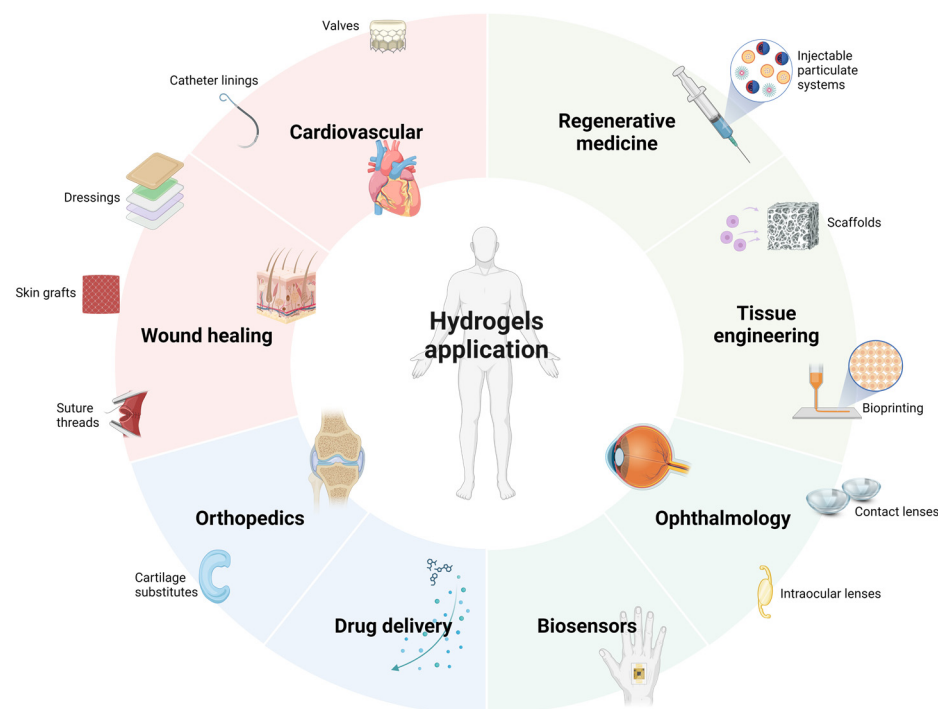 Valves
Catheter linings
Cardiovascular
Regenerative
medicine
Injectable
particulate
systems
Dressings
Skin grafts
Wound healing
Suture
threads
Hydrogels
application
Scaffolds
Tissue
engineering
Bioprinting
Orthopedics
Cartilage
substitutes
Drug delivery
Biosensors
Ophthalmology
Contact lenses
Intraocular lenses